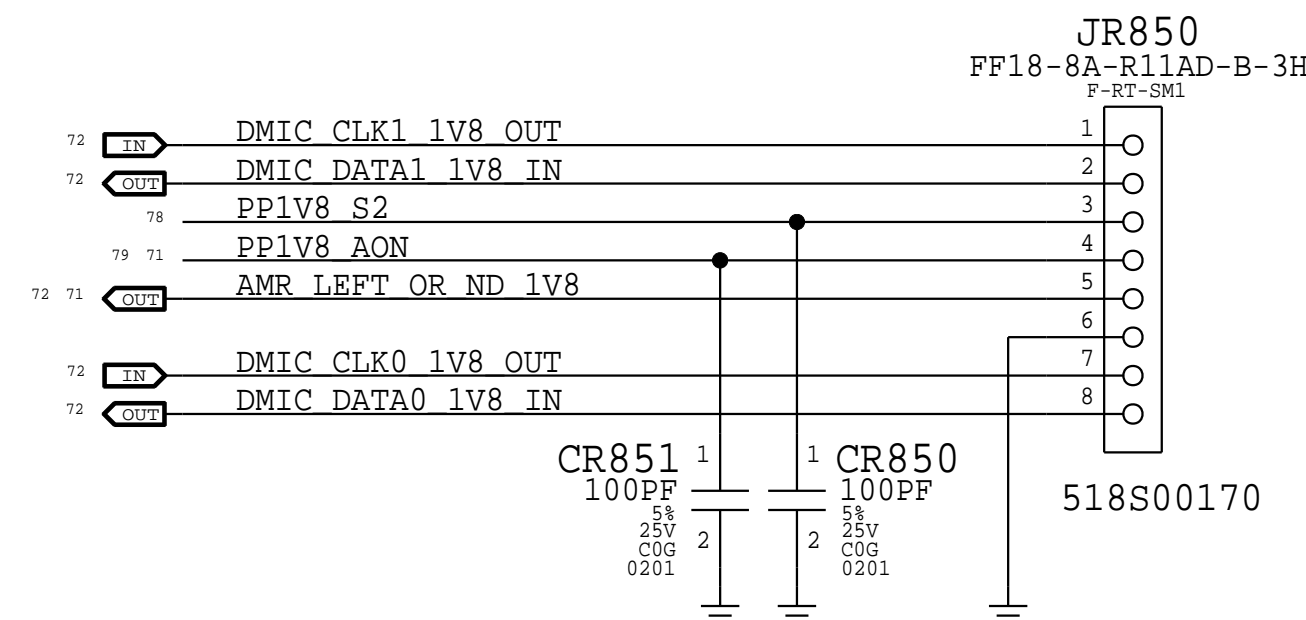 JR850
FF18-8A-R11AD-B-3H
F-RT-SM1
72 IN DMIC_CLK1_1V8_OUT 1
72 OUT DMIC_DATA1_1V8_IN 2
78 PP1V8_S2 3
79 71 PP1V8_AON 4
72 71 OUT AMR_LEFT_OR_ND_1V8 5
6
72 IN DMIC_CLK0_1V8_OUT 7
72 OUT DMIC_DATA0_1V8_IN 8
CR851 1 1 CR850
100PF 100PF
5% 5%
25V 2 2 25V
C0G C0G
0201 0201
518S00170